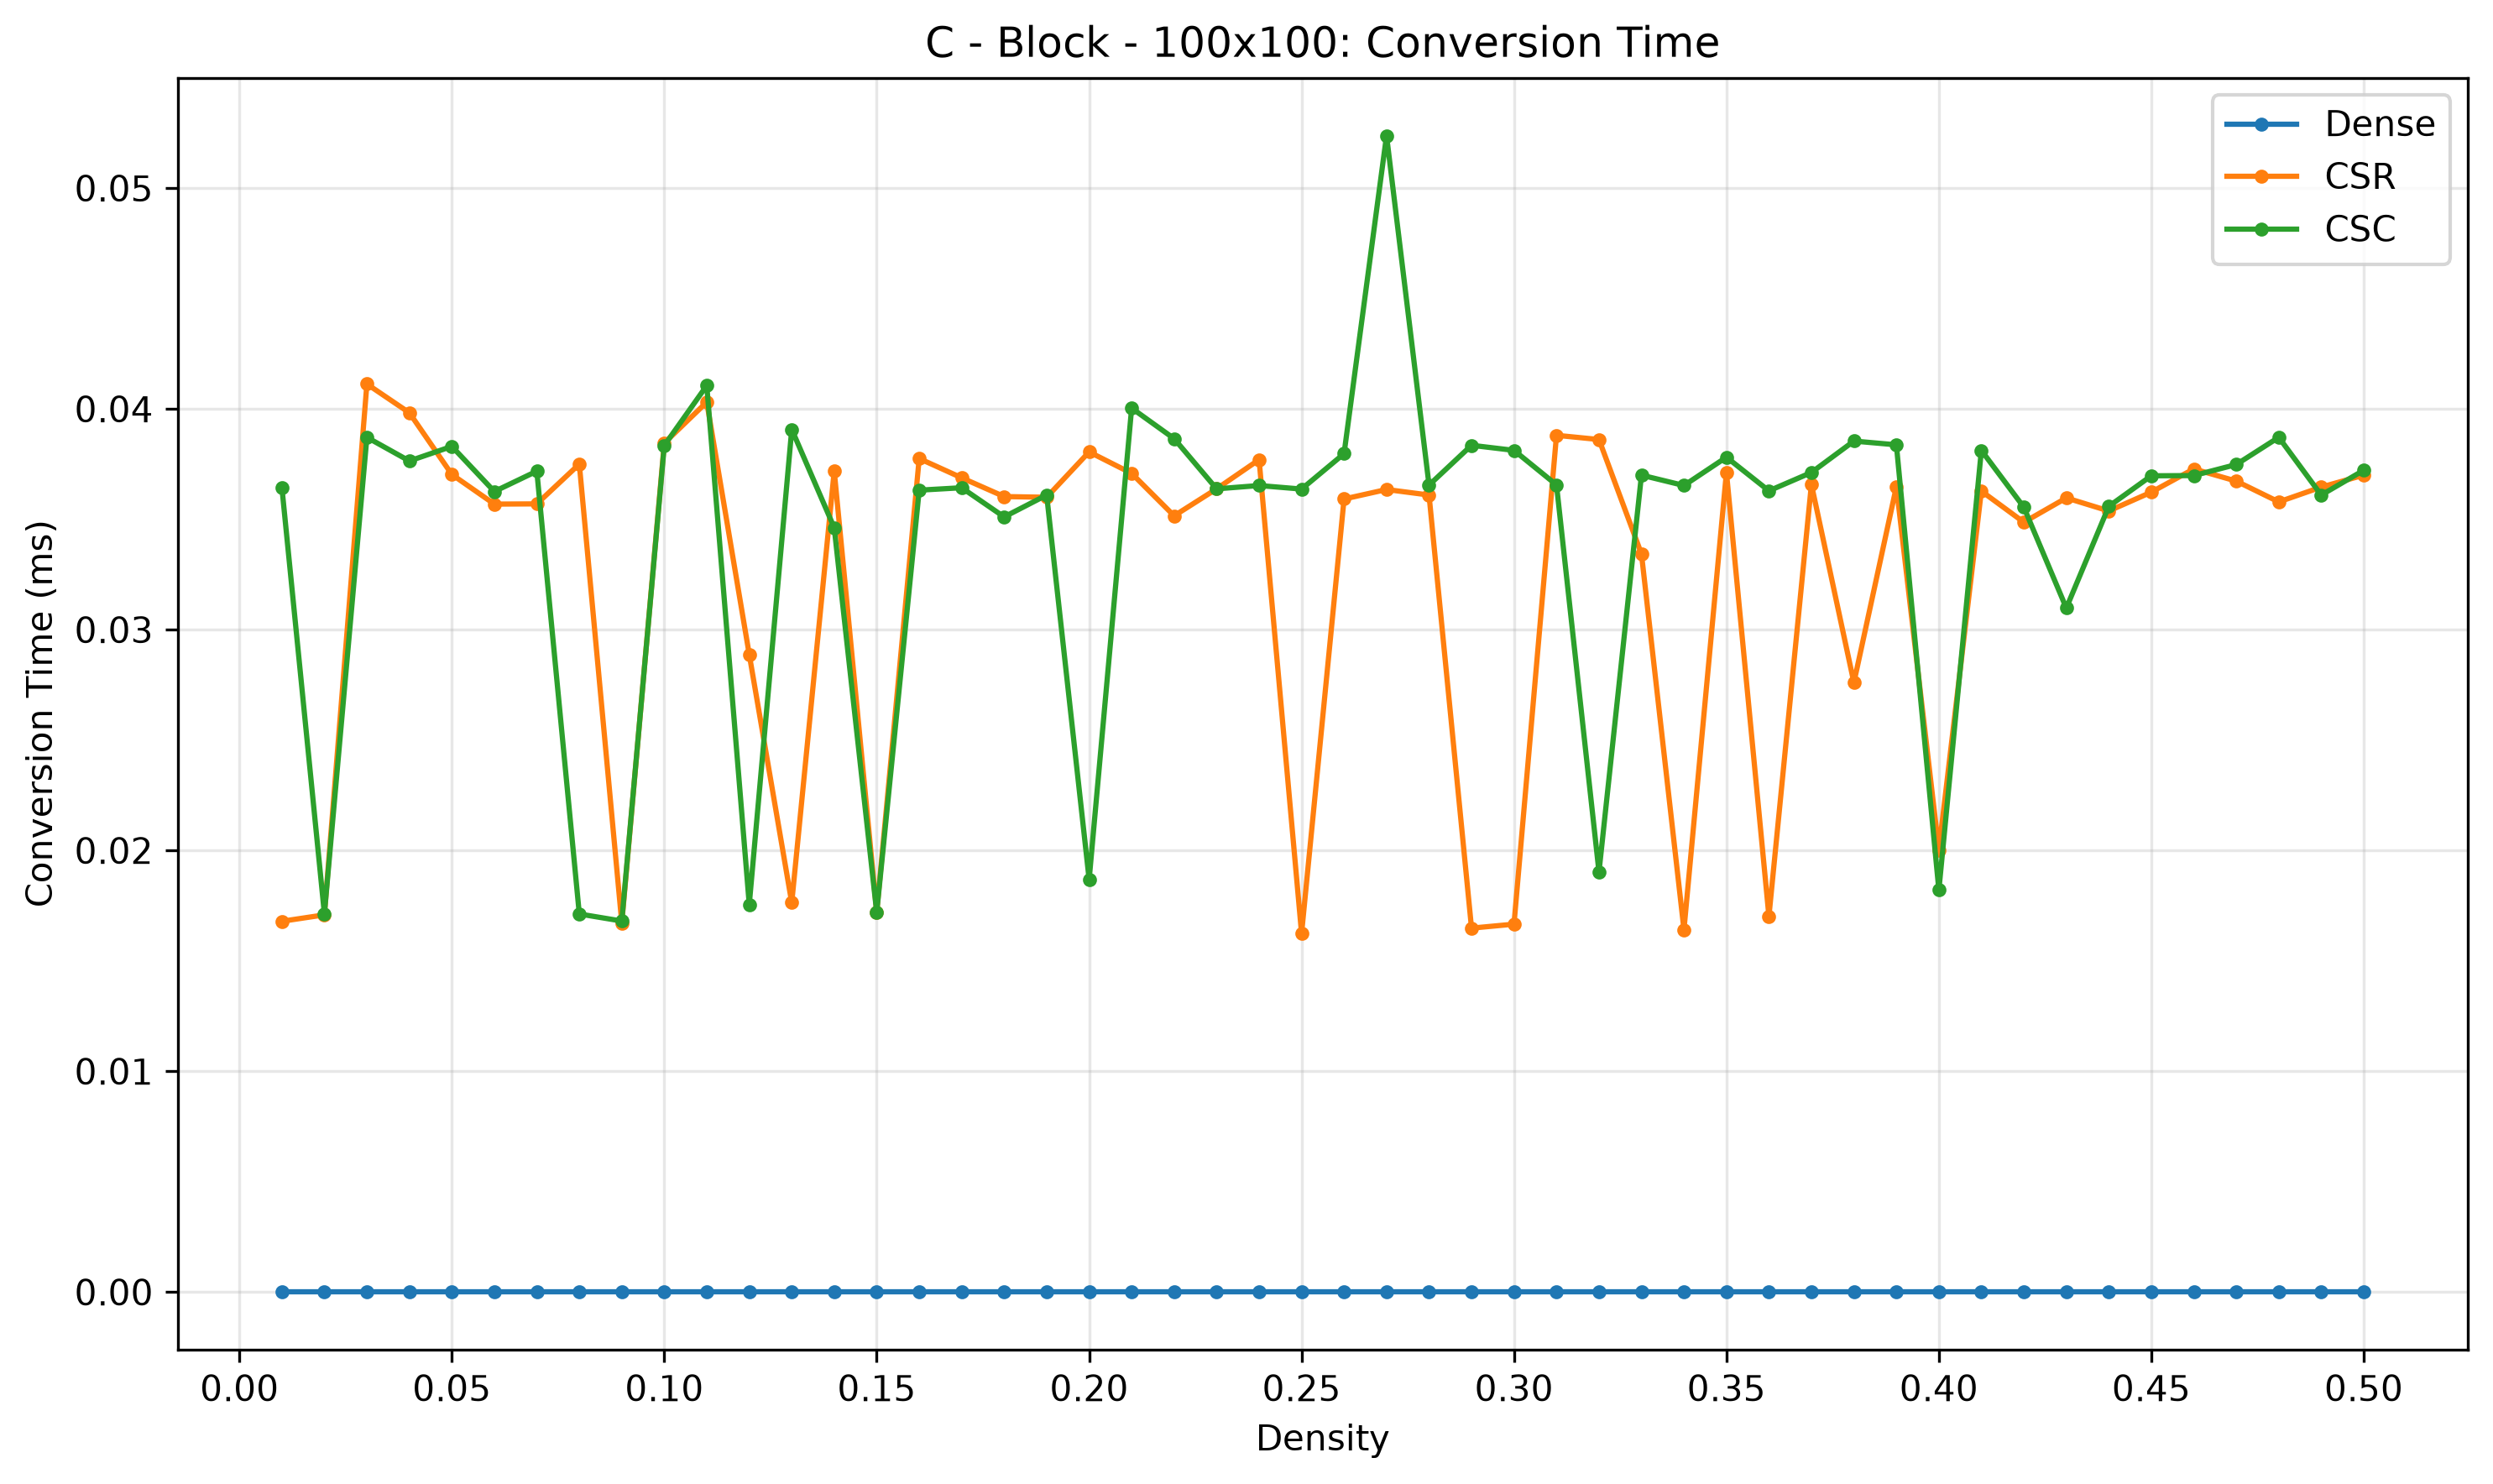 C - Block - 100x100: Conversion Time
Dense
CSR
CSC
Conversion Time (ms)
0.05
0.04
0.03
0.02
0.01
0.00
0.00 0.05 0.10 0.15 0.20 0.25 0.30 0.35 0.40 0.45 0.50
Density